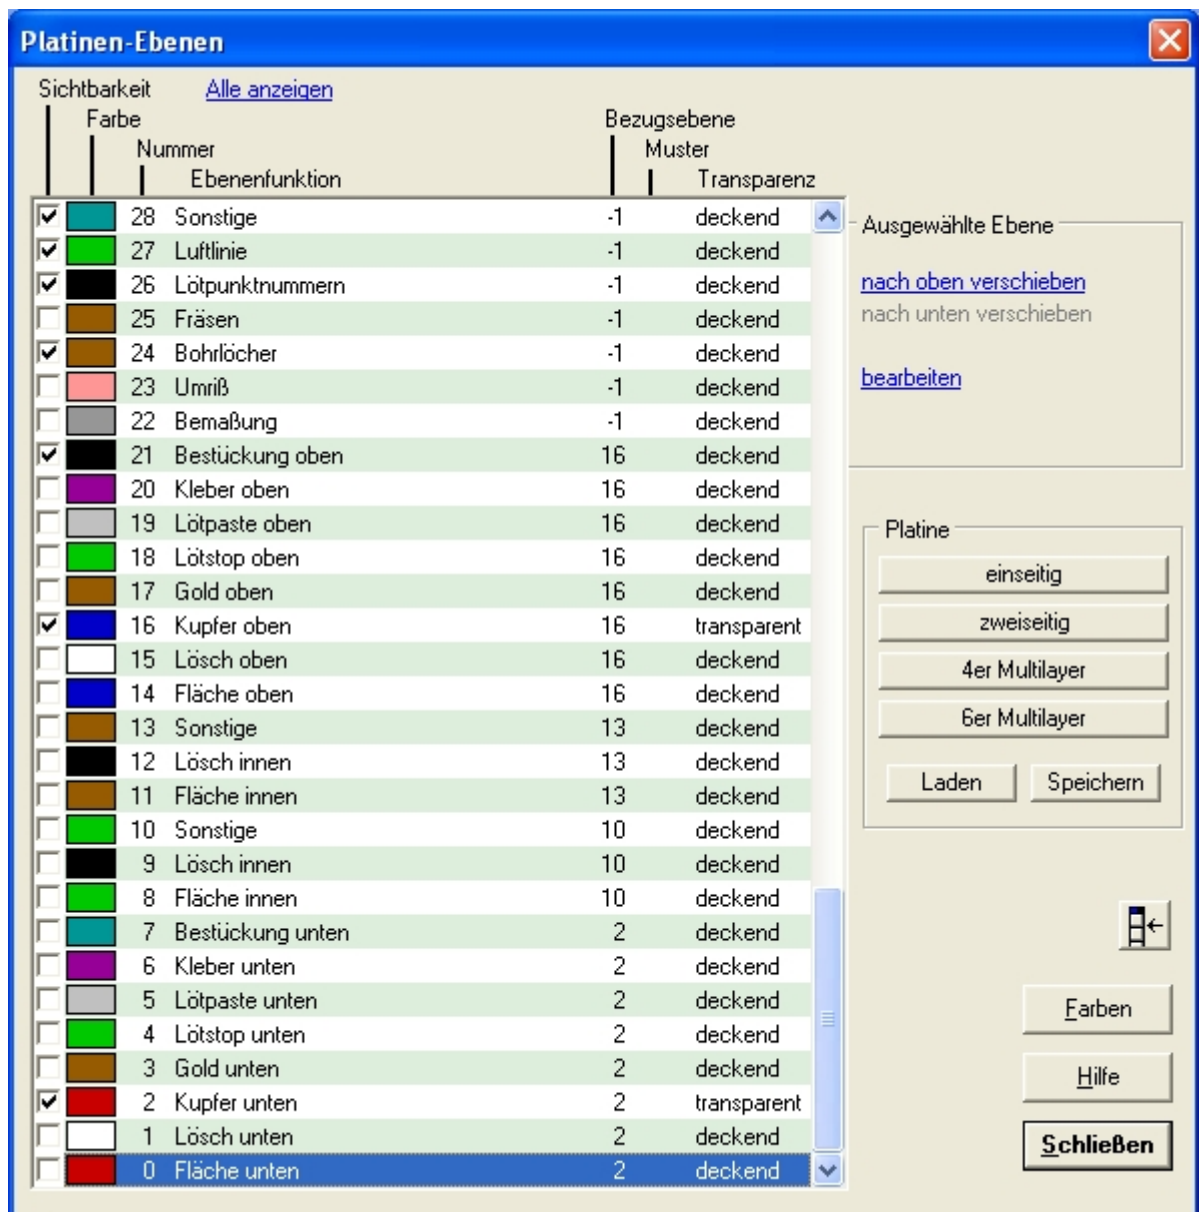 Platinen-Ebenen
Sichtbarkeit Alle anzeigen
Farbe Bezugsebene
Nummer Muster
Ebenenfunktion Transparenz
28 Sonstige -1 deckend
27 Luftlinie -1 deckend
26 Lötpunktnummern -1 deckend
25 Fräsen -1 deckend
24 Bohrlöcher -1 deckend
23 Umriß -1 deckend
22 Bemaßung -1 deckend
21 Bestückung oben 16 deckend
20 Kleber oben 16 deckend
19 Lötpaste oben 16 deckend
18 Lötstop oben 16 deckend
17 Gold oben 16 deckend
16 Kupfer oben 16 transparent
15 Lösch oben 16 deckend
14 Fläche oben 16 deckend
13 Sonstige 13 deckend
12 Lösch innen 13 deckend
11 Fläche innen 13 deckend
10 Sonstige 10 deckend
9 Lösch innen 10 deckend
8 Fläche innen 10 deckend
7 Bestückung unten 2 deckend
6 Kleber unten 2 deckend
5 Lötpaste unten 2 deckend
4 Lötstop unten 2 deckend
3 Gold unten 2 deckend
2 Kupfer unten 2 transparent
1 Lösch unten 2 deckend
0 Fläche unten 2 deckend
Ausgewählte Ebene
nach oben verschieben
nach unten verschieben
bearbeiten
Platine
einseitig
zweiseitig
4er Multilayer
6er Multilayer
Laden Speichern
Farben
Hilfe
Schließen